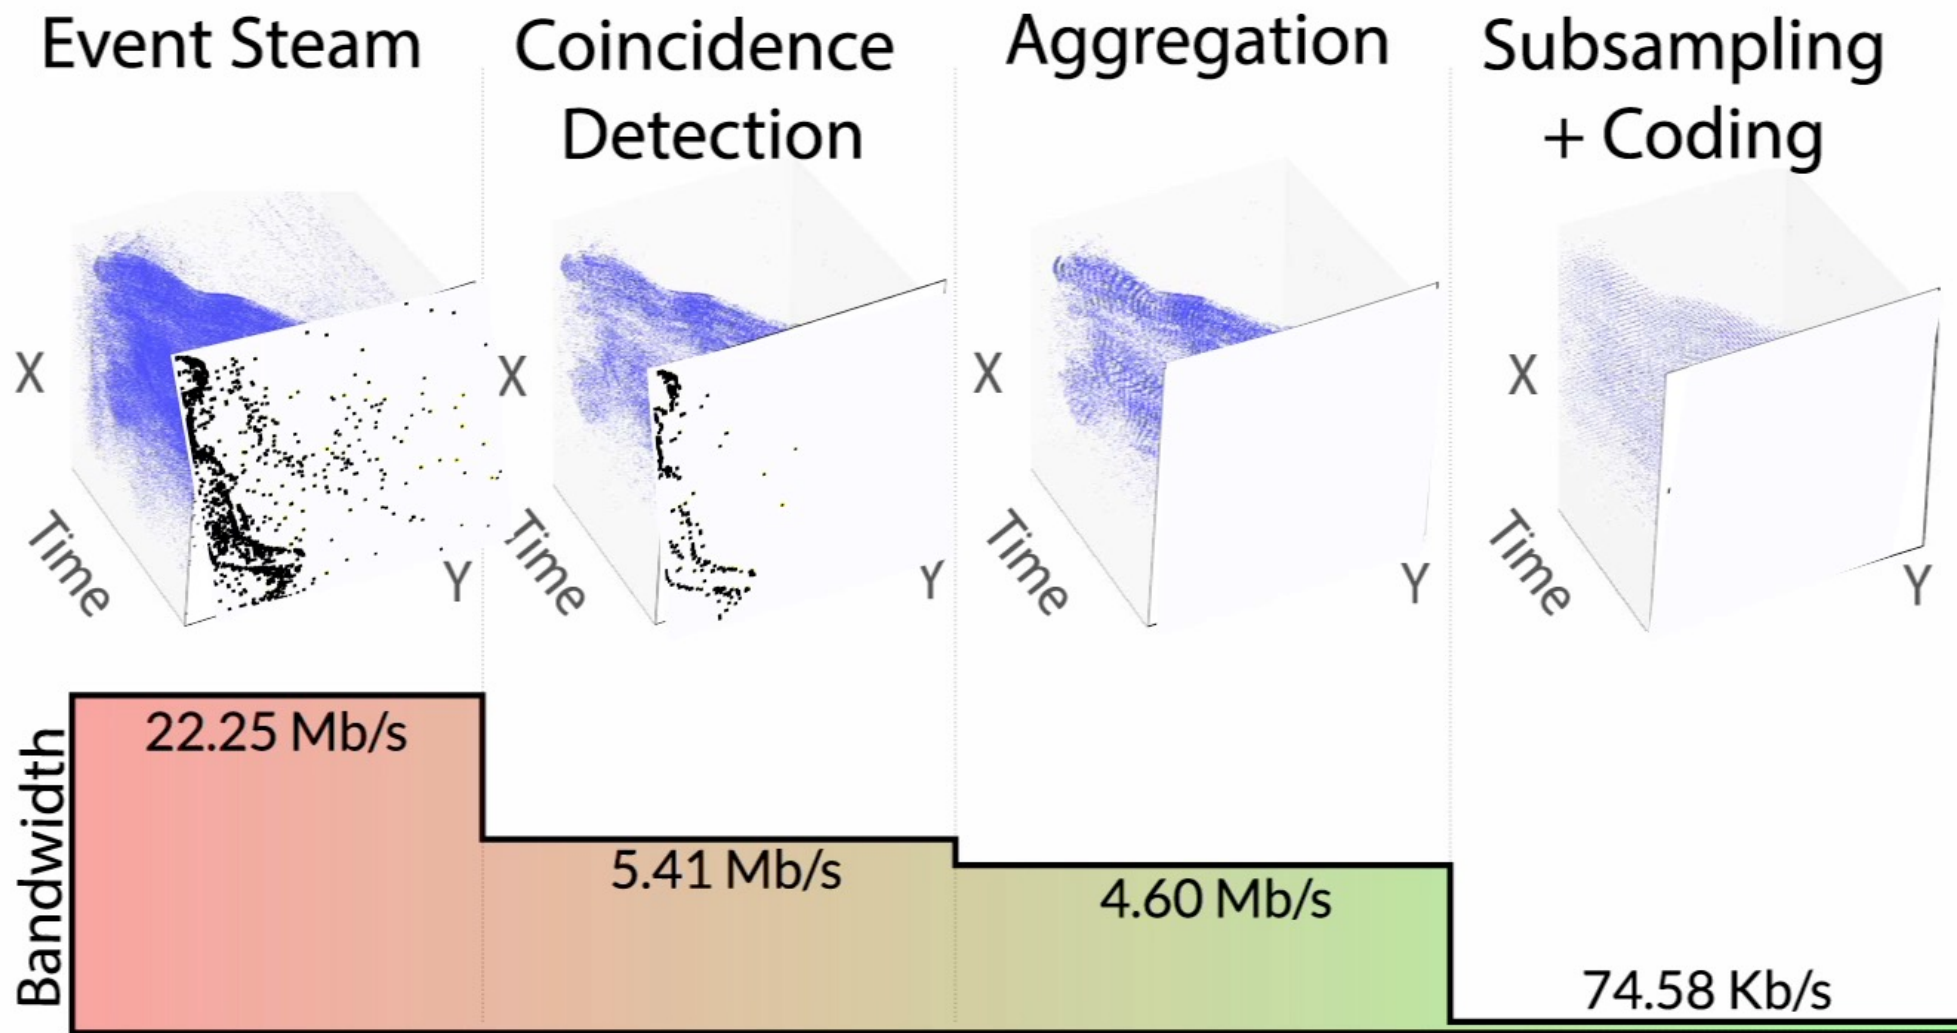 Event Steam
Coincidence
Detection
Aggregation
Subsampling
+ Coding
X
Time
Y
X
Time
Y
X
Time
Y
X
Time
Y
Bandwidth
22.25 Mb/s
5.41 Mb/s
4.60 Mb/s
74.58 Kb/s